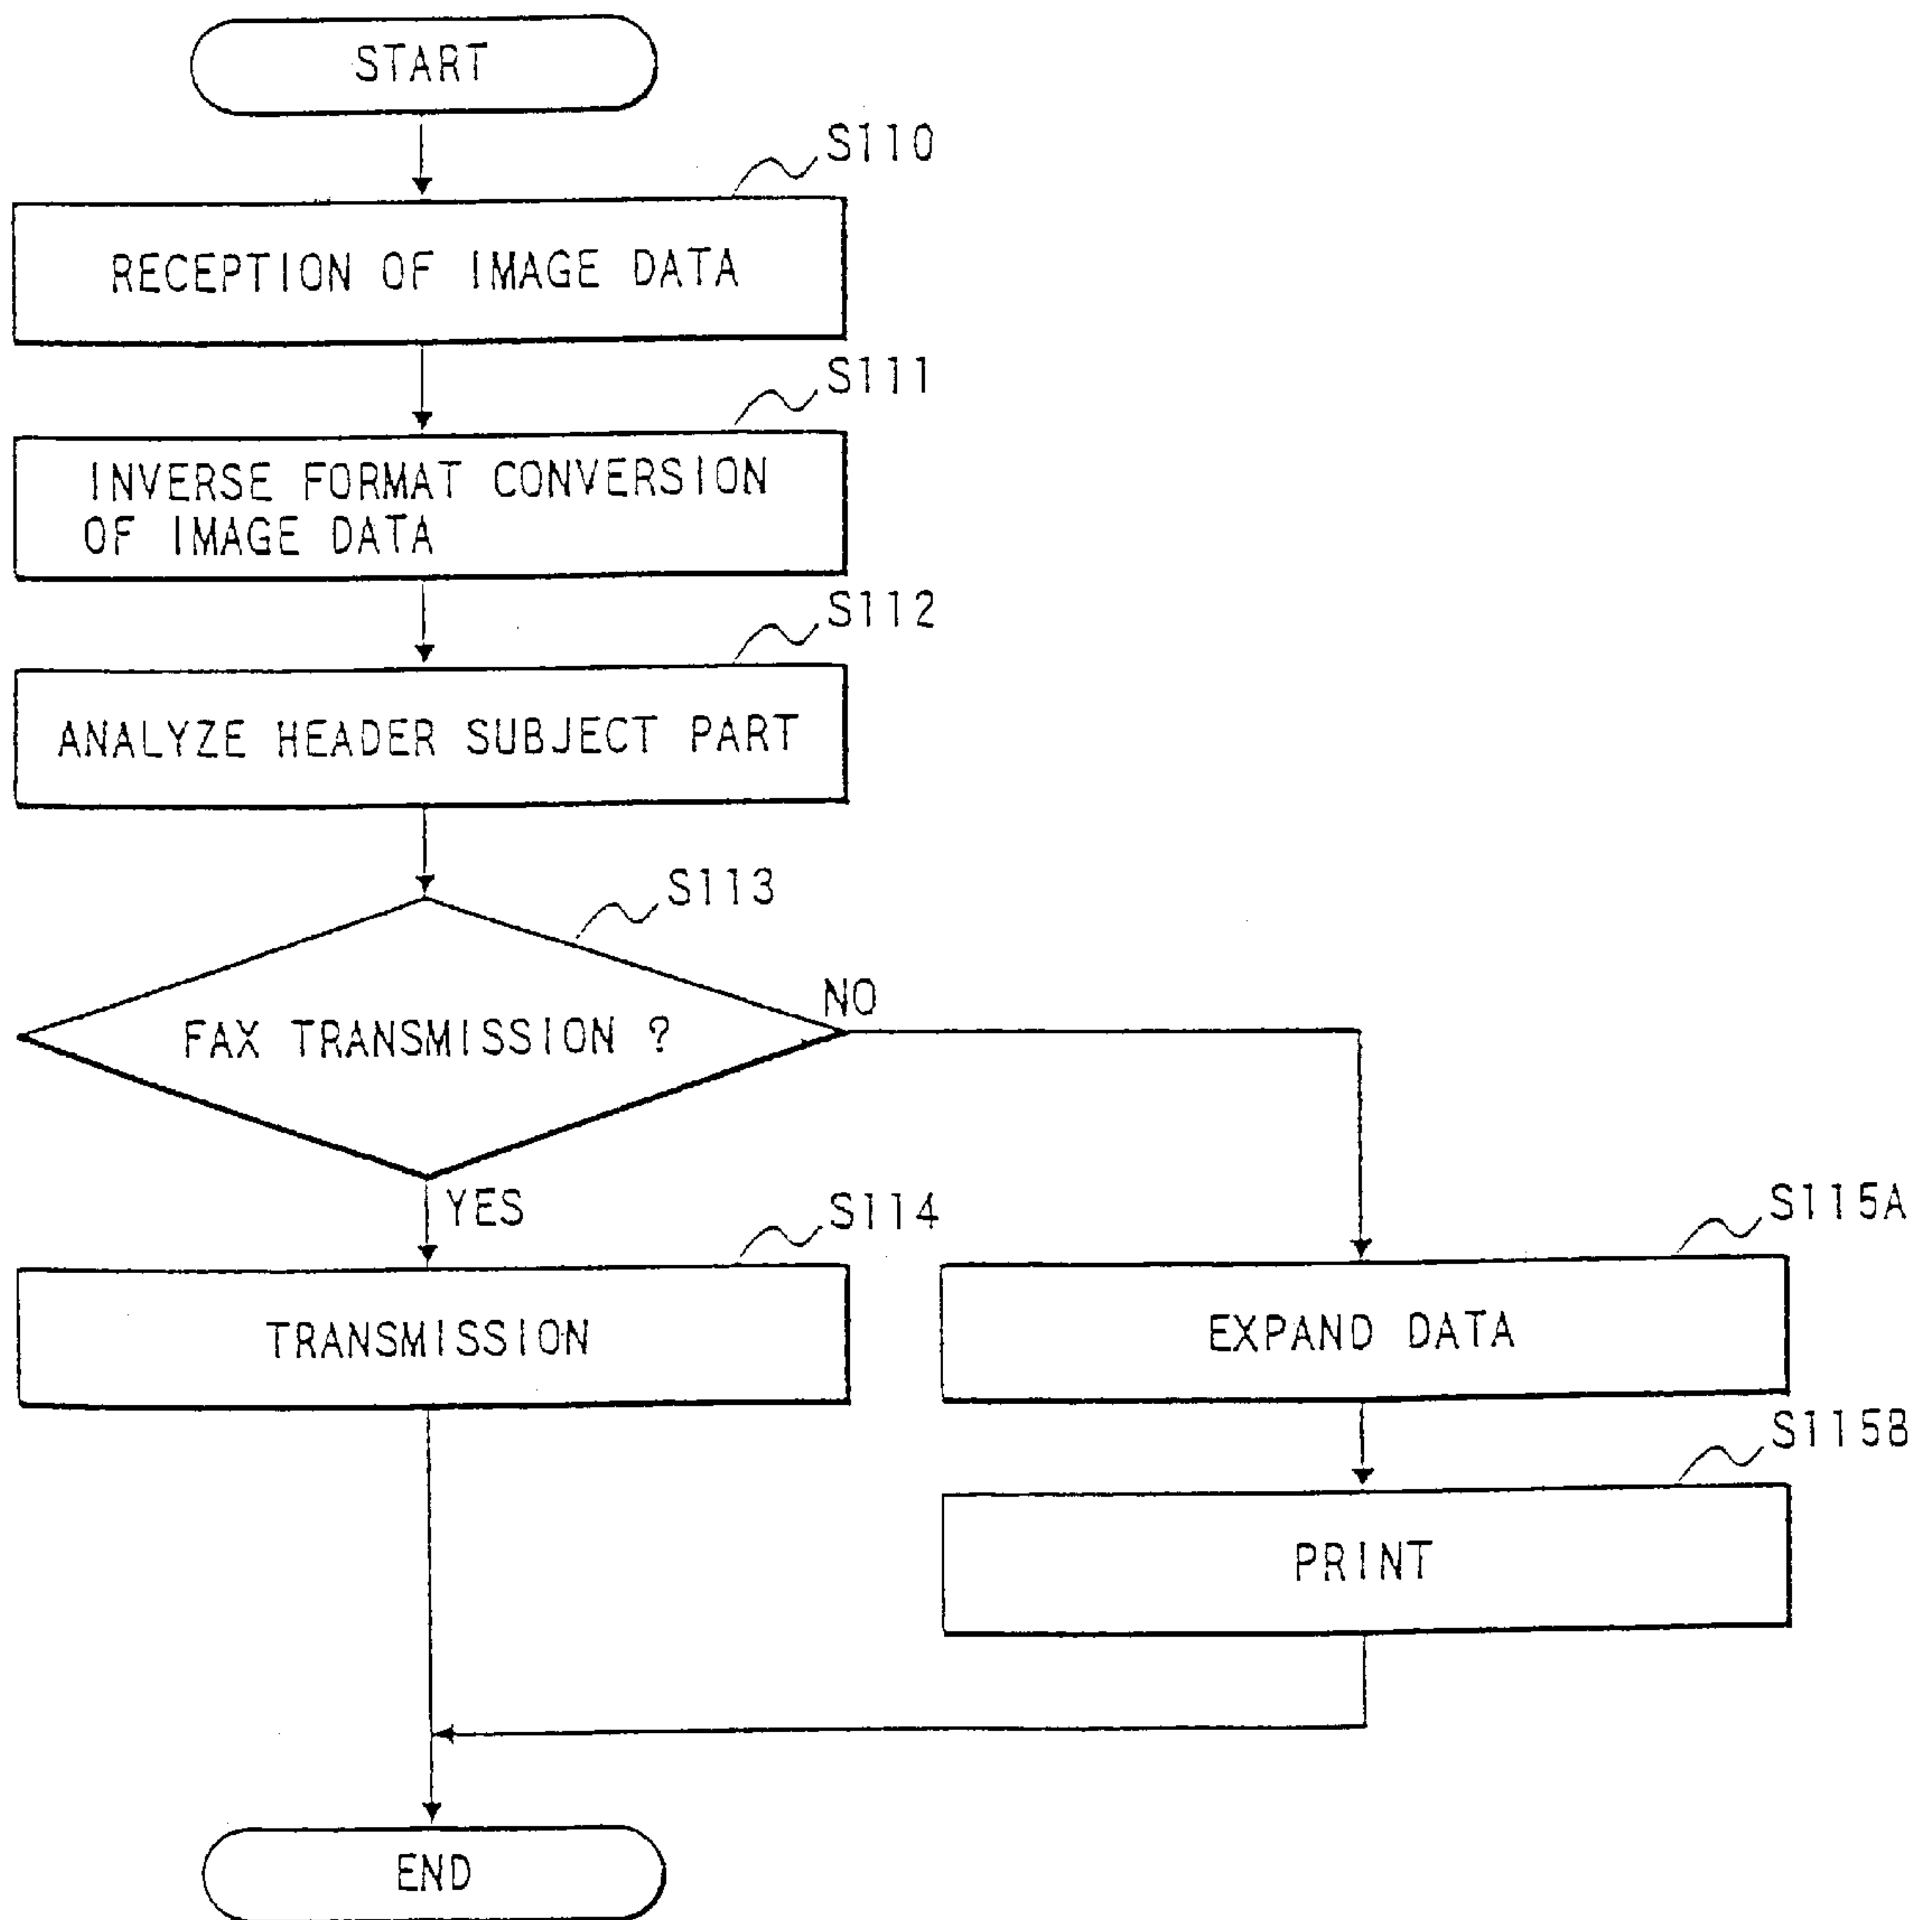 START
S110
RECEPTION OF IMAGE DATA
S111
INVERSE FORMAT CONVERSION
OF IMAGE DATA
S112
ANALYZE HEADER SUBJECT PART
S113
NO
FAX TRANSMISSION ?
YES
S114
S115A
TRANSMISSION
EXPAND DATA
S115B
PRINT
END